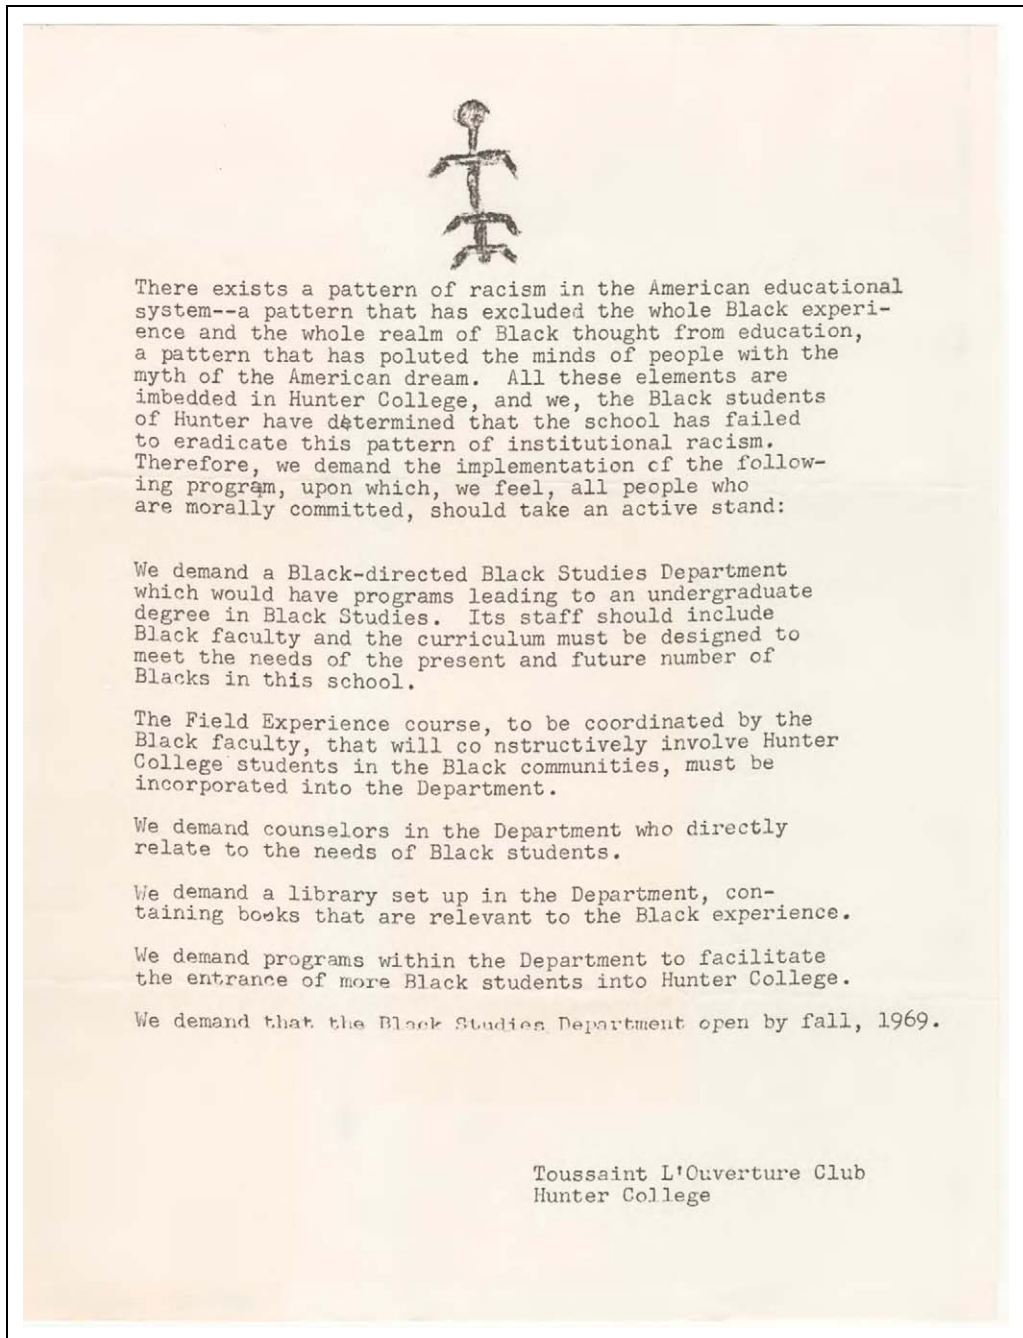 There exists a pattern of racism in the American educational
system--a pattern that has excluded the whole Black experi-
ence and the whole realm of Black thought from education,
a pattern that has poluted the minds of people with the
myth of the American dream.  All these elements are
imbedded in Hunter College, and we, the Black students
of Hunter have determined that the school has failed
to eradicate this pattern of institutional racism.
Therefore, we demand the implementation of the follow-
ing program, upon which, we feel, all people who
are morally committed, should take an active stand:
We demand a Black-directed Black Studies Department
which would have programs leading to an undergraduate
degree in Black Studies.  Its staff should include
Black faculty and the curriculum must be designed to
meet the needs of the present and future number of
Blacks in this school.
The Field Experience course, to be coordinated by the
Black faculty, that will co nstructively involve Hunter
College students in the Black communities, must be
incorporated into the Department.
We demand counselors in the Department who directly
relate to the needs of Black students.
We demand a library set up in the Department, con-
taining books that are relevant to the Black experience.
We demand programs within the Department to facilitate
the entrance of more Black students into Hunter College.
We demand that the Black Studies Department open by fall, 1969.
Toussaint L'Ouverture Club
Hunter College